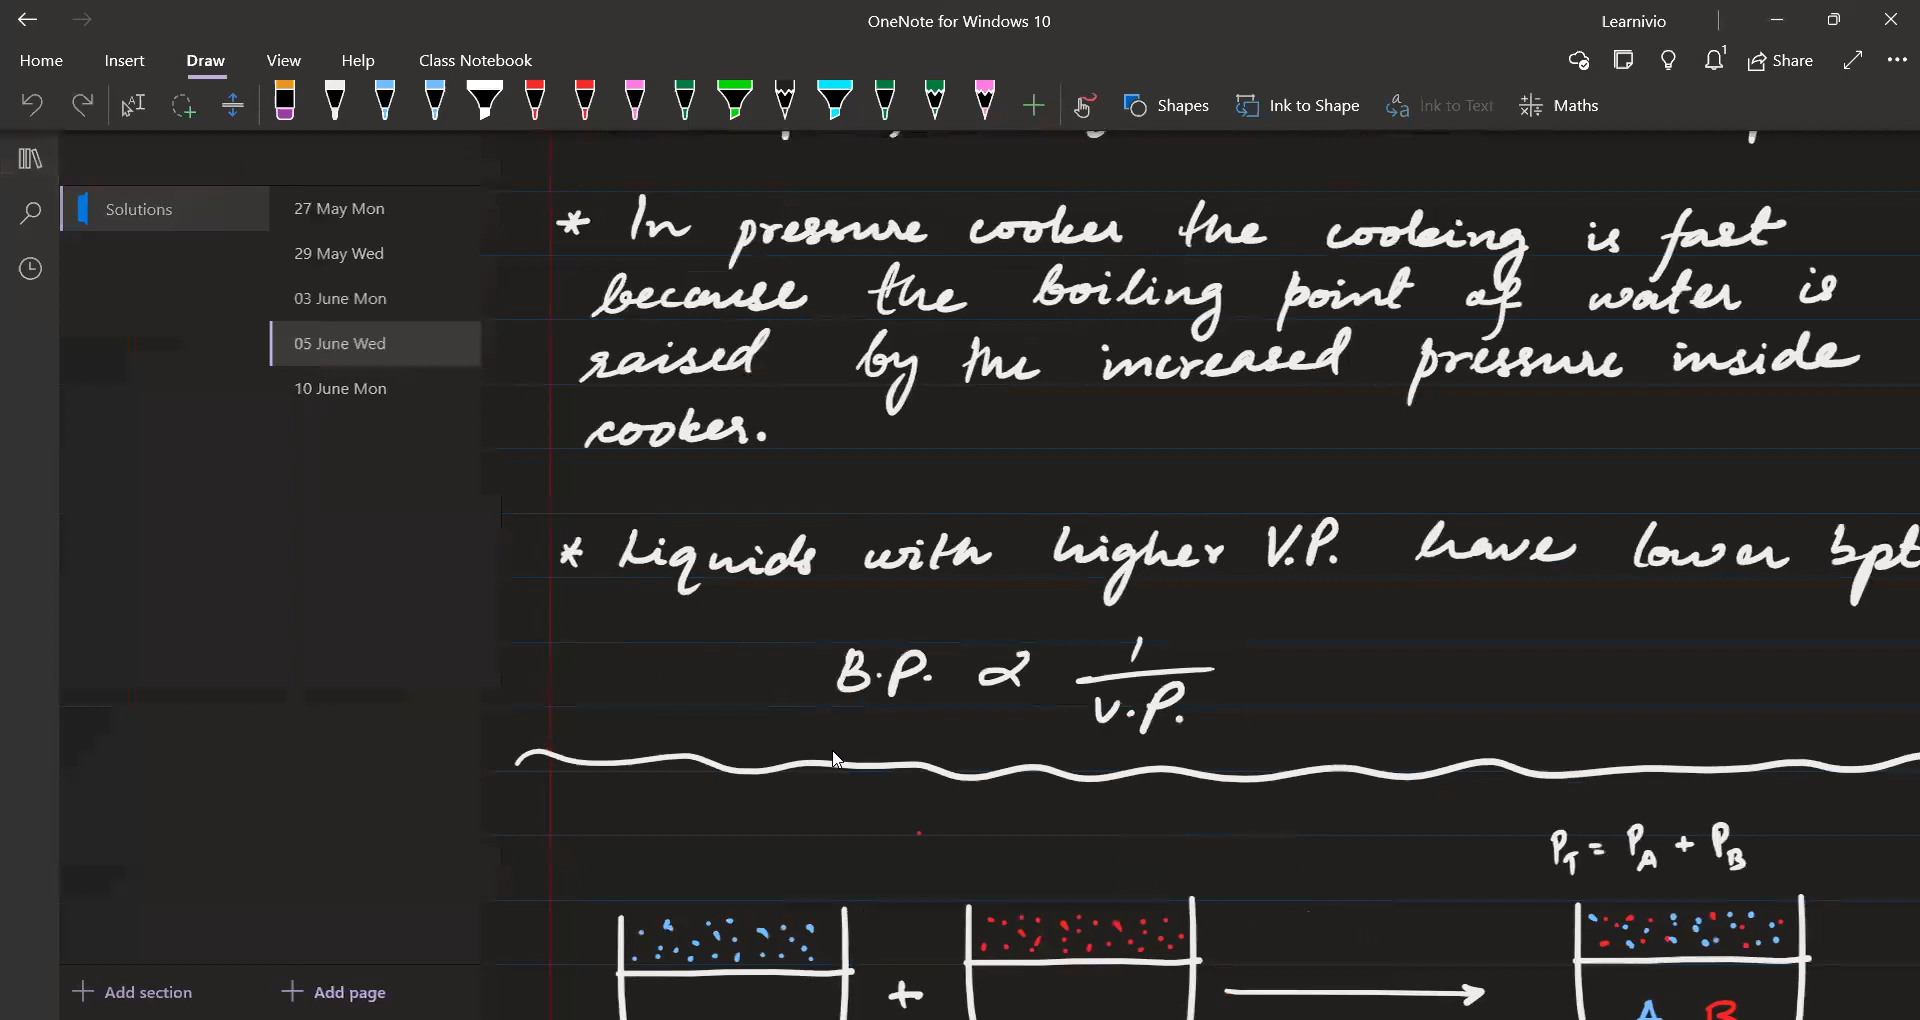 OneNote for Windows 10
Learnivio
Home Insert Draw View Help Class Notebook
1
Share
Shapes Ink to Shape Ink to Text Maths
Solutions
27 May Mon
29 May Wed
03 June Mon
05 June Wed
10 June Mon
Add section
Add page
* In pressure cooker the cooking is fast
because the boiling point of water is
raised by the increased pressure inside
cooker.
* Liquids with higher V.P. have lower bpt
B.P. ∝ 1/V.P.
P_T = P_A + P_B
+
A B